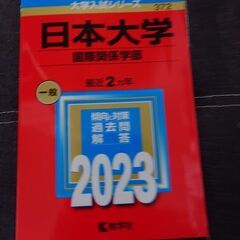 大学入試シリーズ
372
日本大学
国際関係学部
最近2カ年
一般
傾向と対策
過去問
解答
2023
教学社